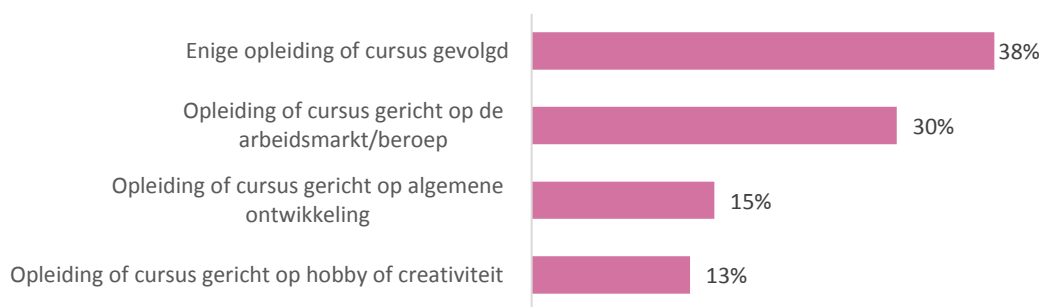 Enige opleiding of cursus gevolgd 38%
Opleiding of cursus gericht op de
arbeidsmarkt/beroep 30%
Opleiding of cursus gericht op algemene
ontwikkeling 15%
Opleiding of cursus gericht op hobby of creativiteit 13%